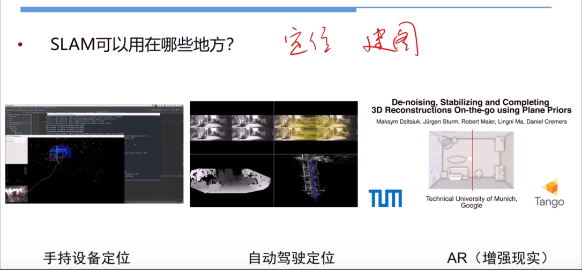 • SLAM可以用在哪些地方？ 定位 建图
De-noising, Stabilizing and Completing
3D Reconstructions On-the-go using Plane Priors
Maksym Dzitsiuk, Jürgen Sturm, Robert Maier, Lingni Ma, Daniel Cremers
TUM
Technical University of Munich,
Google
Tango
手持设备定位 自动驾驶定位 AR（增强现实）